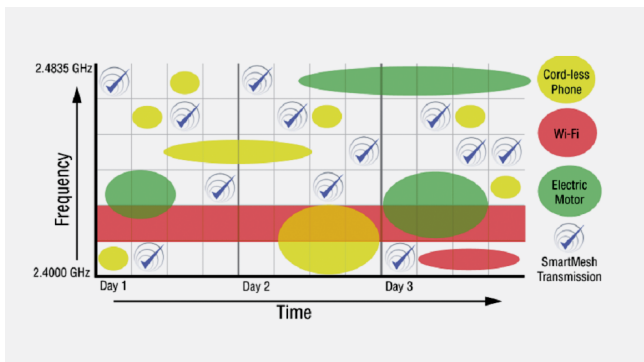 2.4835 GHz
Frequency
2.4000 GHz
Day 1
Day 2
Day 3
Time
Cord-less
Phone
Wi-Fi
Electric
Motor
SmartMesh
Transmission